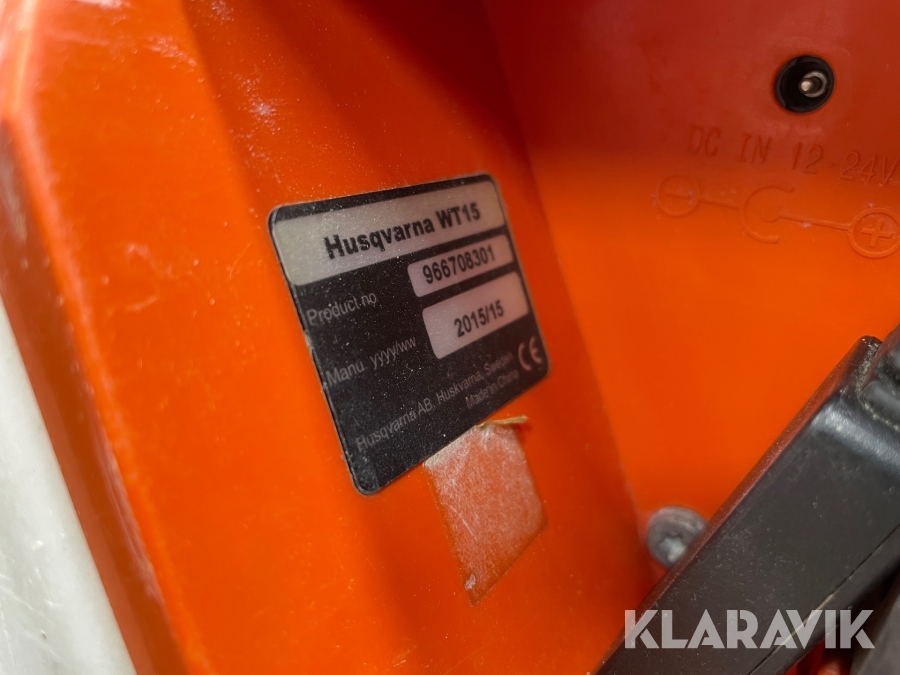 Husqvarna WT15
Product.no 966708301
Manu. yyyy/ww 2015/15
Husqvarna AB, Huskvarna, Sweden
Made in China
CE
DC IN 12-24V
KLARAVIK